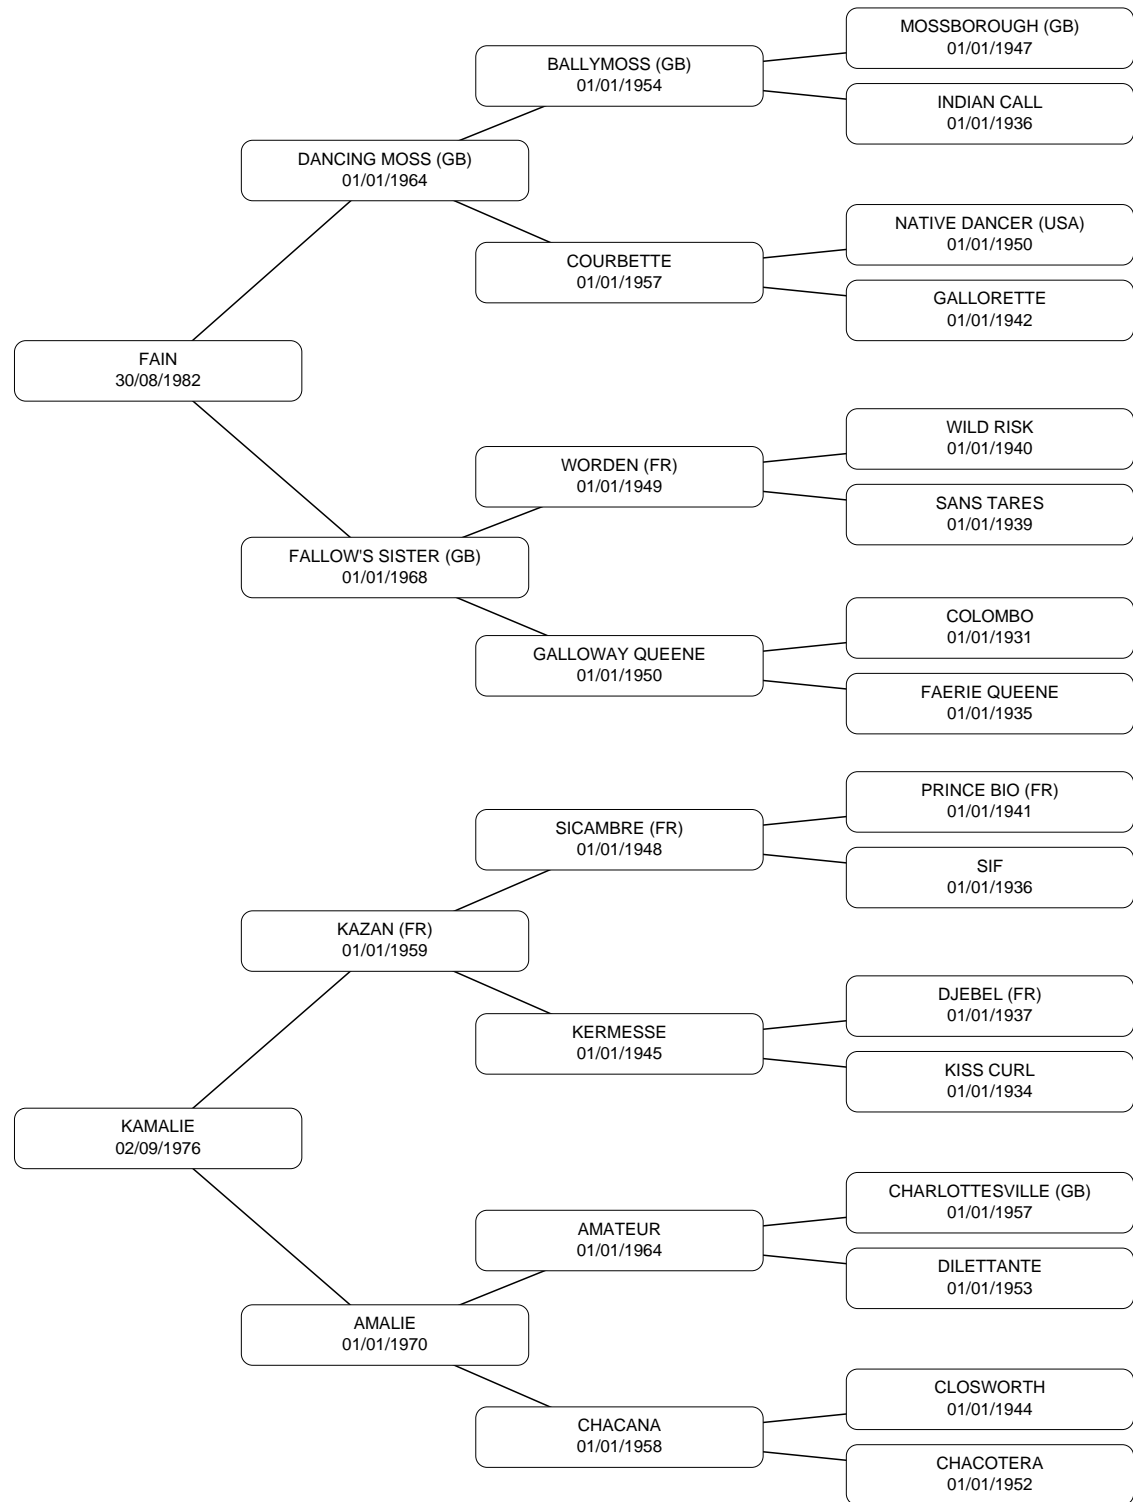 MOSSBOROUGH (GB)
01/01/1947
BALLYMOSS (GB)
01/01/1954
INDIAN CALL
01/01/1936
DANCING MOSS (GB)
01/01/1964
NATIVE DANCER (USA)
01/01/1950
COURBETTE
01/01/1957
GALLORETTE
01/01/1942
FAIN
30/08/1982
WILD RISK
01/01/1940
WORDEN (FR)
01/01/1949
SANS TARES
01/01/1939
FALLOW'S SISTER (GB)
01/01/1968
COLOMBO
01/01/1931
GALLOWAY QUEENE
01/01/1950
FAERIE QUEENE
01/01/1935
PRINCE BIO (FR)
01/01/1941
SICAMBRE (FR)
01/01/1948
SIF
01/01/1936
KAZAN (FR)
01/01/1959
DJEBEL (FR)
01/01/1937
KERMESSE
01/01/1945
KISS CURL
01/01/1934
KAMALIE
02/09/1976
CHARLOTTESVILLE (GB)
01/01/1957
AMATEUR
01/01/1964
DILETTANTE
01/01/1953
AMALIE
01/01/1970
CLOSWORTH
01/01/1944
CHACANA
01/01/1958
CHACOTERA
01/01/1952